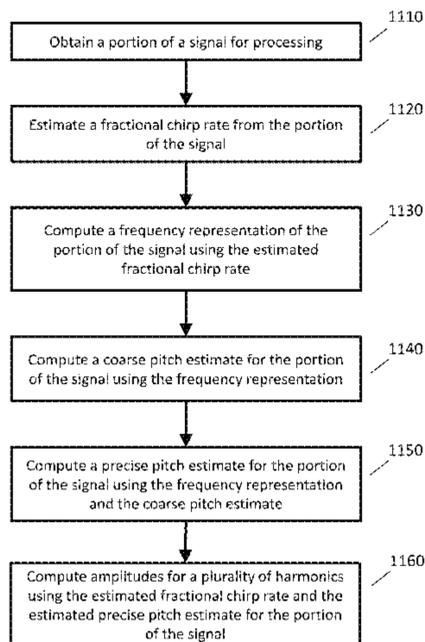 1110
Obtain a portion of a signal for processing
1120
Estimate a fractional chirp rate from the portion
of the signal
1130
Compute a frequency representation of the
portion of the signal using the estimated
fractional chirp rate
1140
Compute a coarse pitch estimate for the portion
of the signal using the frequency representation
1150
Compute a precise pitch estimate for the portion
of the signal using the frequency representation
and the coarse pitch estimate
1160
Compute amplitudes for a plurality of harmonics
using the estimated fractional chirp rate and the
estimated precise pitch estimate for the portion
of the signal